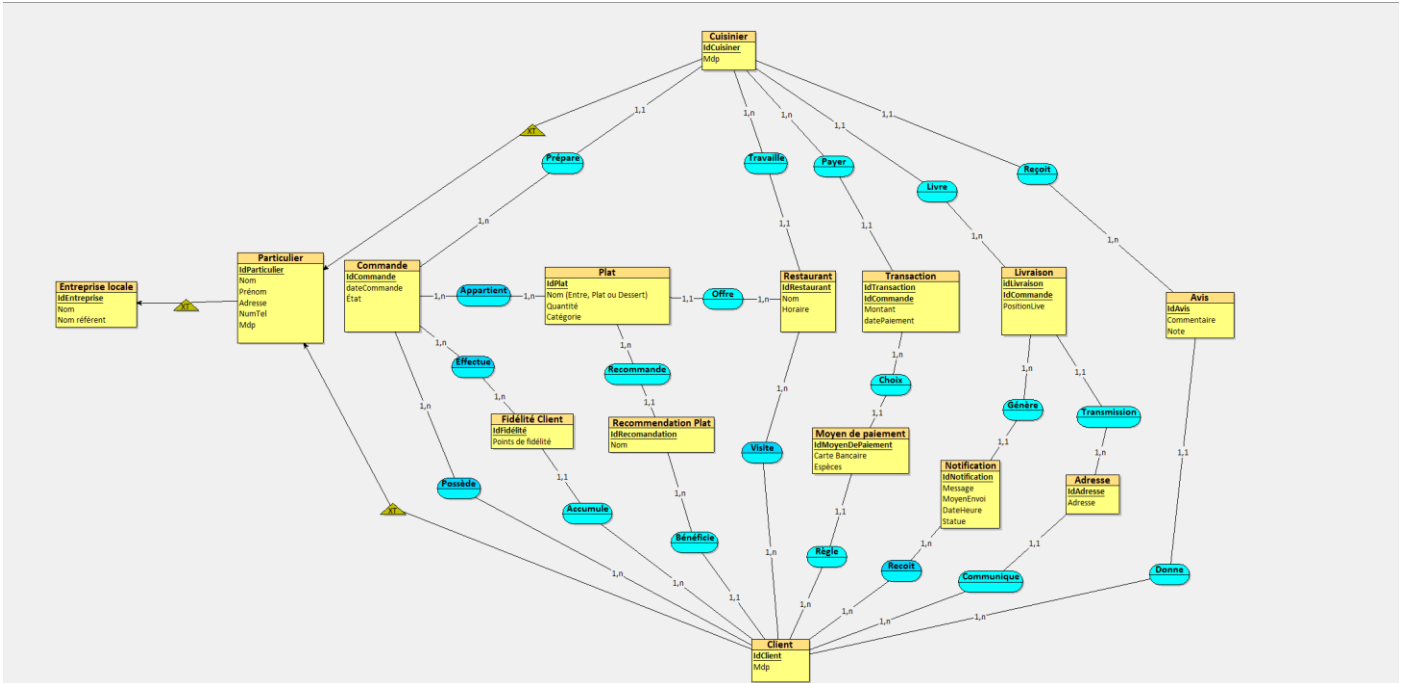 Cuisinier
IdCuisiner
Mdp
1,1
1,n
1,n
1,1
1,1
XT
Prépare
Travaille
Payer
Livre
Reçoit
1,n
1,1
1,1
1,n
1,n
Entreprise locale
IdEntreprise
Nom
Nom référent
XT
Particulier
IdParticulier
Nom
Prénom
Adresse
NumTel
Mdp
Commande
IdCommande
dateCommande
État
1,n
Appartient
1,n
Plat
IdPlat
Nom (Entre, Plat ou Dessert)
Quantité
Catégorie
1,1
Offre
1,n
Restaurant
IdRestaurant
Nom
Horaire
Transaction
IdTransaction
IdCommande
Montant
datePaiement
Livraison
idLivraison
IdCommande
PositionLive
Avis
IdAvis
Commentaire
Note
1,n
Effectue
1,n
1,n
Recommande
1,1
1,n
Choix
1,1
1,n
Génère
1,1
1,1
Transmission
1,n
Fidélité Client
IdFidélité
Points de fidélité
Recommendation Plat
IdRecomandation
Nom
Moyen de paiement
IdMoyenDePaiement
Carte Bancaire
Espèces
Notification
IdNotification
Message
MoyenEnvoi
DateHeure
Statue
Adresse
IdAdresse
Adresse
1,n
Possède
1,n
1,1
Accumule
1,n
1,n
Bénéficie
1,1
1,n
Visite
1,n
1,1
Règle
1,n
1,n
Recoit
1,n
1,1
Communique
1,n
1,1
Donne
1,n
XT
Client
IdClient
Mdp